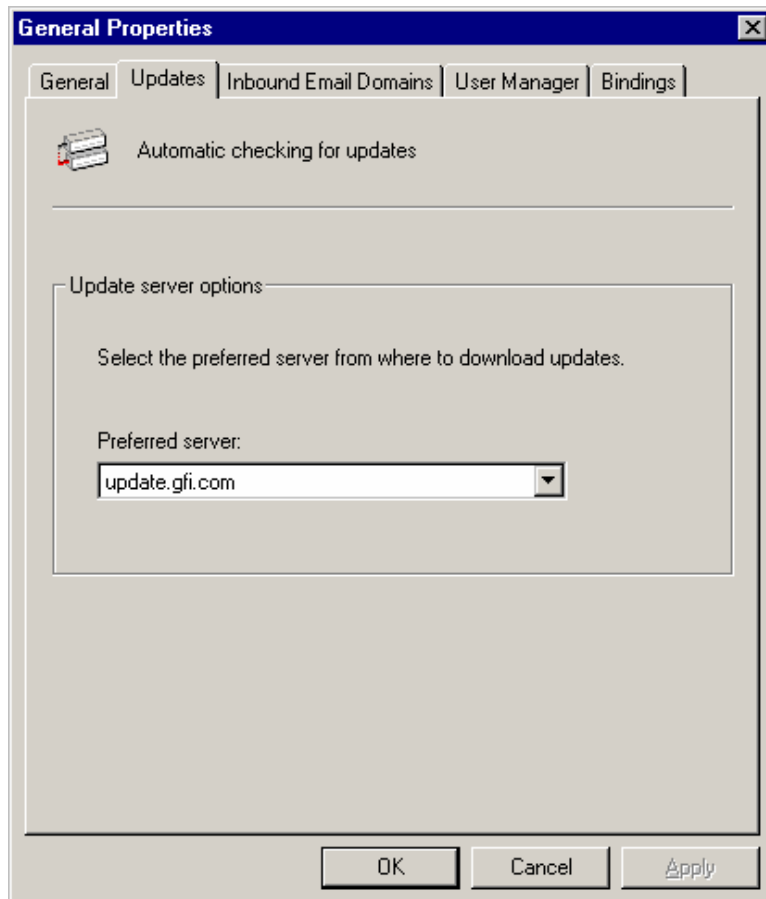 General Properties
General Updates Inbound Email Domains User Manager Bindings
Automatic checking for updates
Update server options
Select the preferred server from where to download updates.
Preferred server:
update.gfi.com
OK Cancel Apply